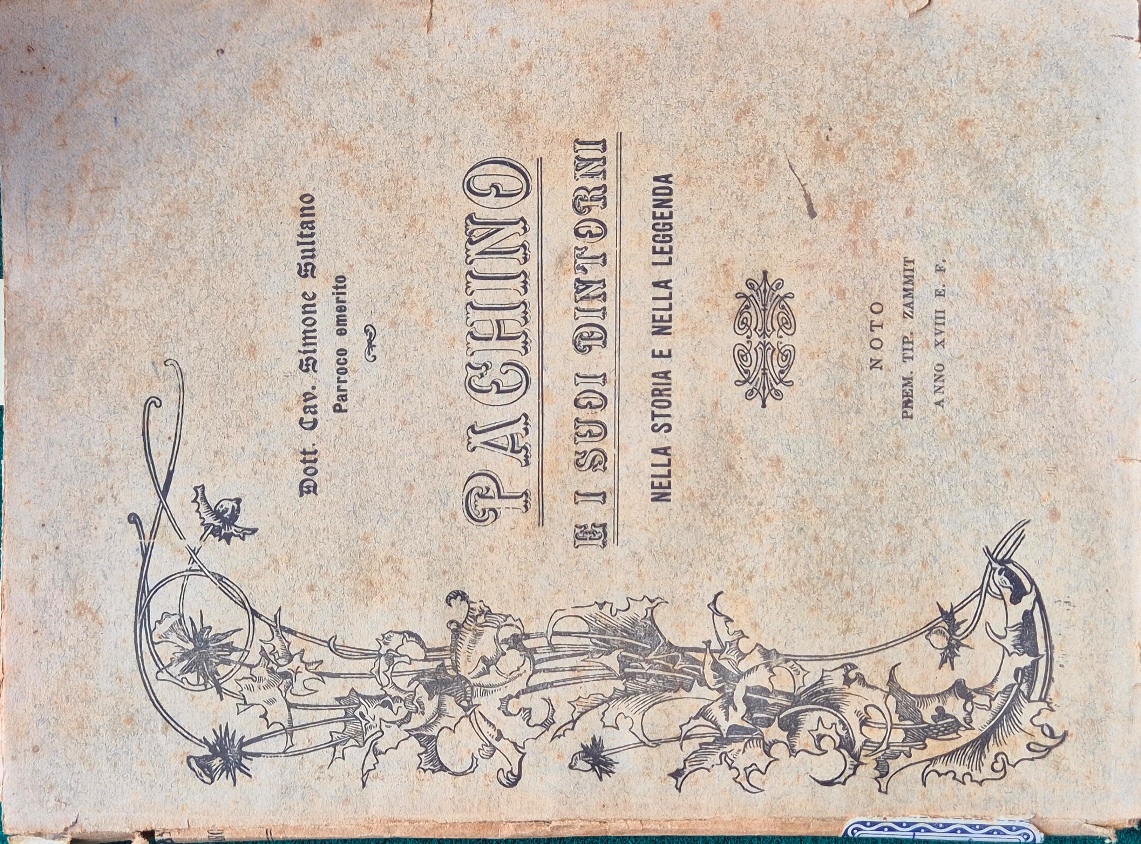 Dott. Cav. Simone Sultano
Parroco emerito
PACHINO
E I SUOI DINTORNI
NELLA STORIA E NELLA LEGGENDA
NOTO
PREM. TIP. ZAMMIT
ANNO XVIII E. F.